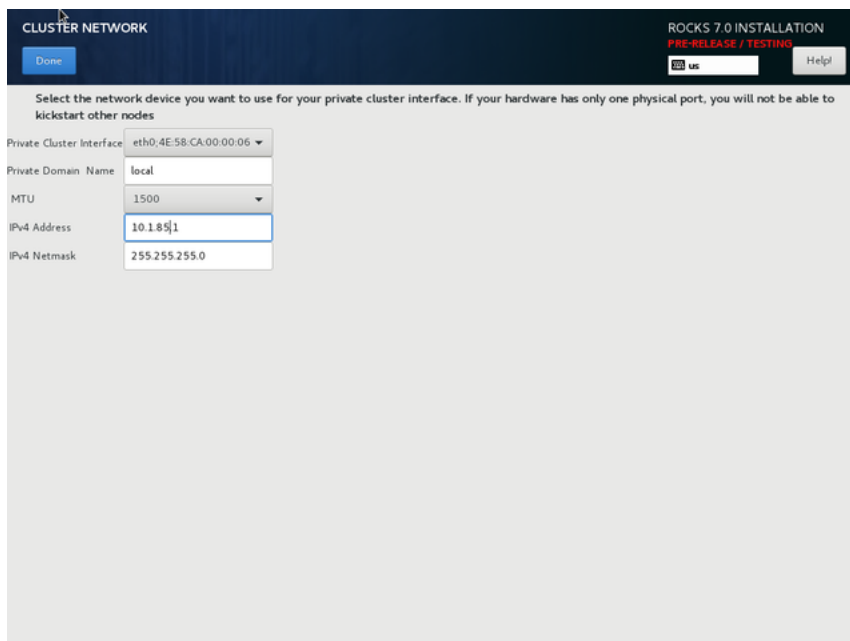 CLUSTER NETWORK
ROCKS 7.0 INSTALLATION
PRE-RELEASE / TESTING
Done
us
Help!
Select the network device you want to use for your private cluster interface. If your hardware has only one physical port, you will not be able to
kickstart other nodes
Private Cluster Interface eth0;4E:58:CA:00:00:06
Private Domain Name local
MTU 1500
IPv4 Address 10.1.85.1
IPv4 Netmask 255.255.255.0